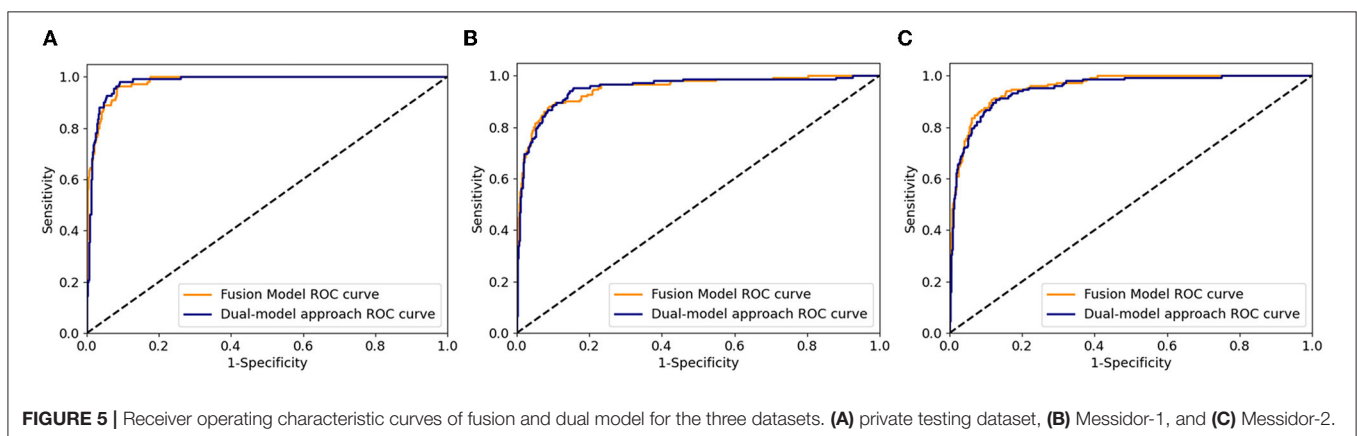 A
1.0
0.8
0.6
0.4
0.2
0.0
Sensitivity
Fusion Model ROC curve
Dual-model approach ROC curve
0.0 0.2 0.4 0.6 0.8 1.0
1-Specificity
B
1.0
0.8
0.6
0.4
0.2
0.0
Sensitivity
Fusion Model ROC curve
Dual-model approach ROC curve
0.0 0.2 0.4 0.6 0.8 1.0
1-Specificity
C
1.0
0.8
0.6
0.4
0.2
0.0
Sensitivity
Fusion Model ROC curve
Dual-model approach ROC curve
0.0 0.2 0.4 0.6 0.8 1.0
1-Specificity
FIGURE 5 | Receiver operating characteristic curves of fusion and dual model for the three datasets. (A) private testing dataset, (B) Messidor-1, and (C) Messidor-2.